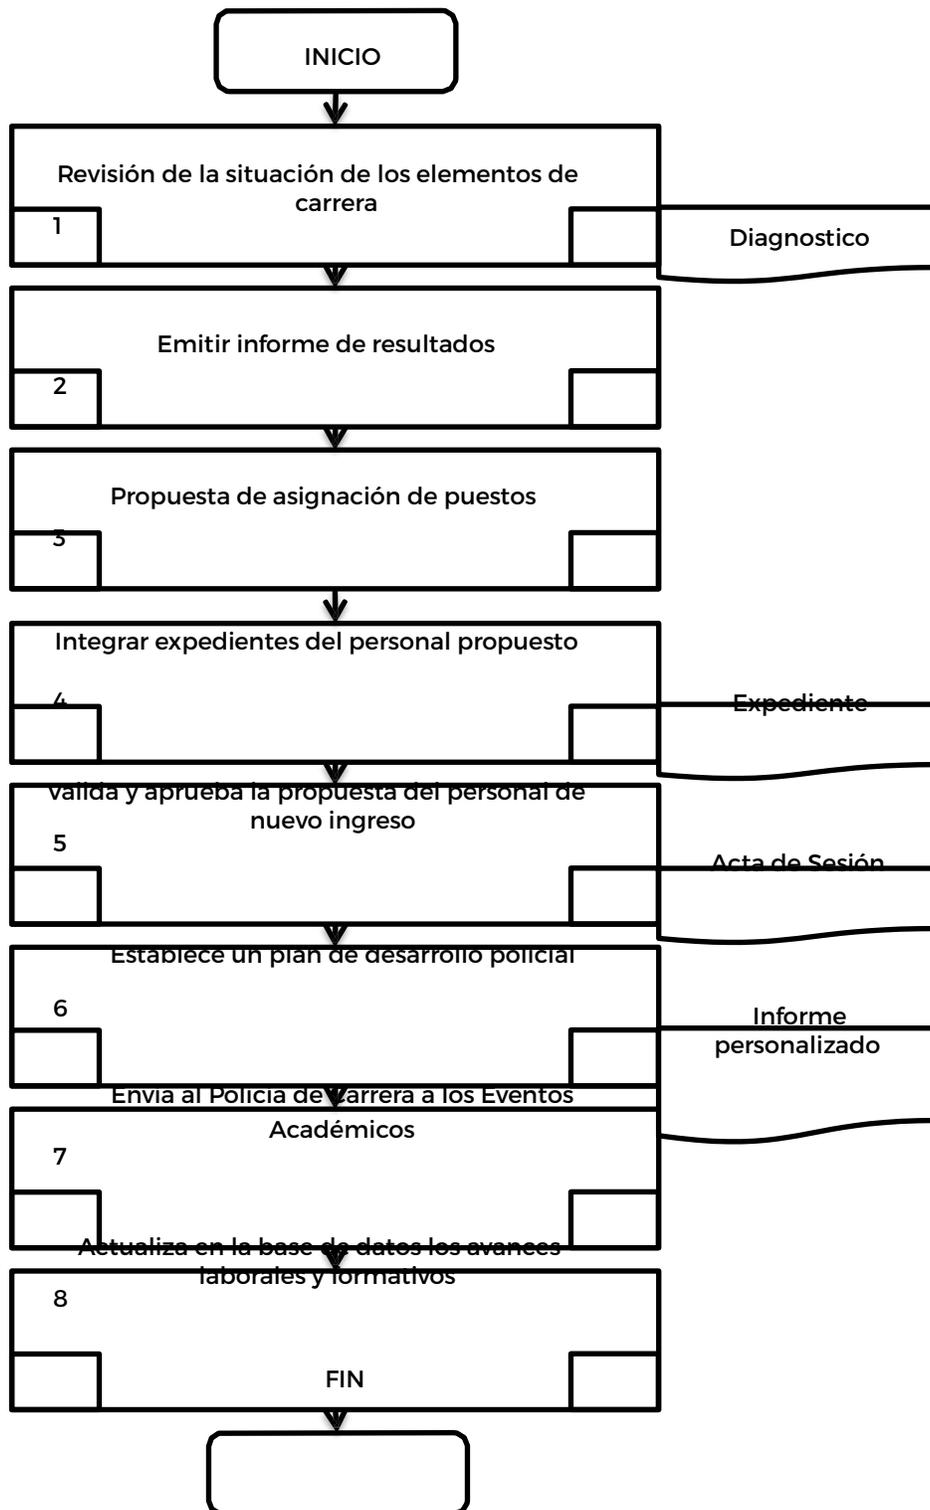 INICIO
Revisión de la situación de los elementos de
carrera
1
Diagnostico
Emitir informe de resultados
2
Propuesta de asignación de puestos
3
Integrar expedientes del personal propuesto
4
Expediente
Valida y aprueba la propuesta del personal de
nuevo ingreso
5
Acta de Sesión
Establece un plan de desarrollo policial
6
Informe
personalizado
Envía al Policía de Carrera a los Eventos
Académicos
7
Actualiza en la base de datos los avances
laborales y formativos
8
FIN